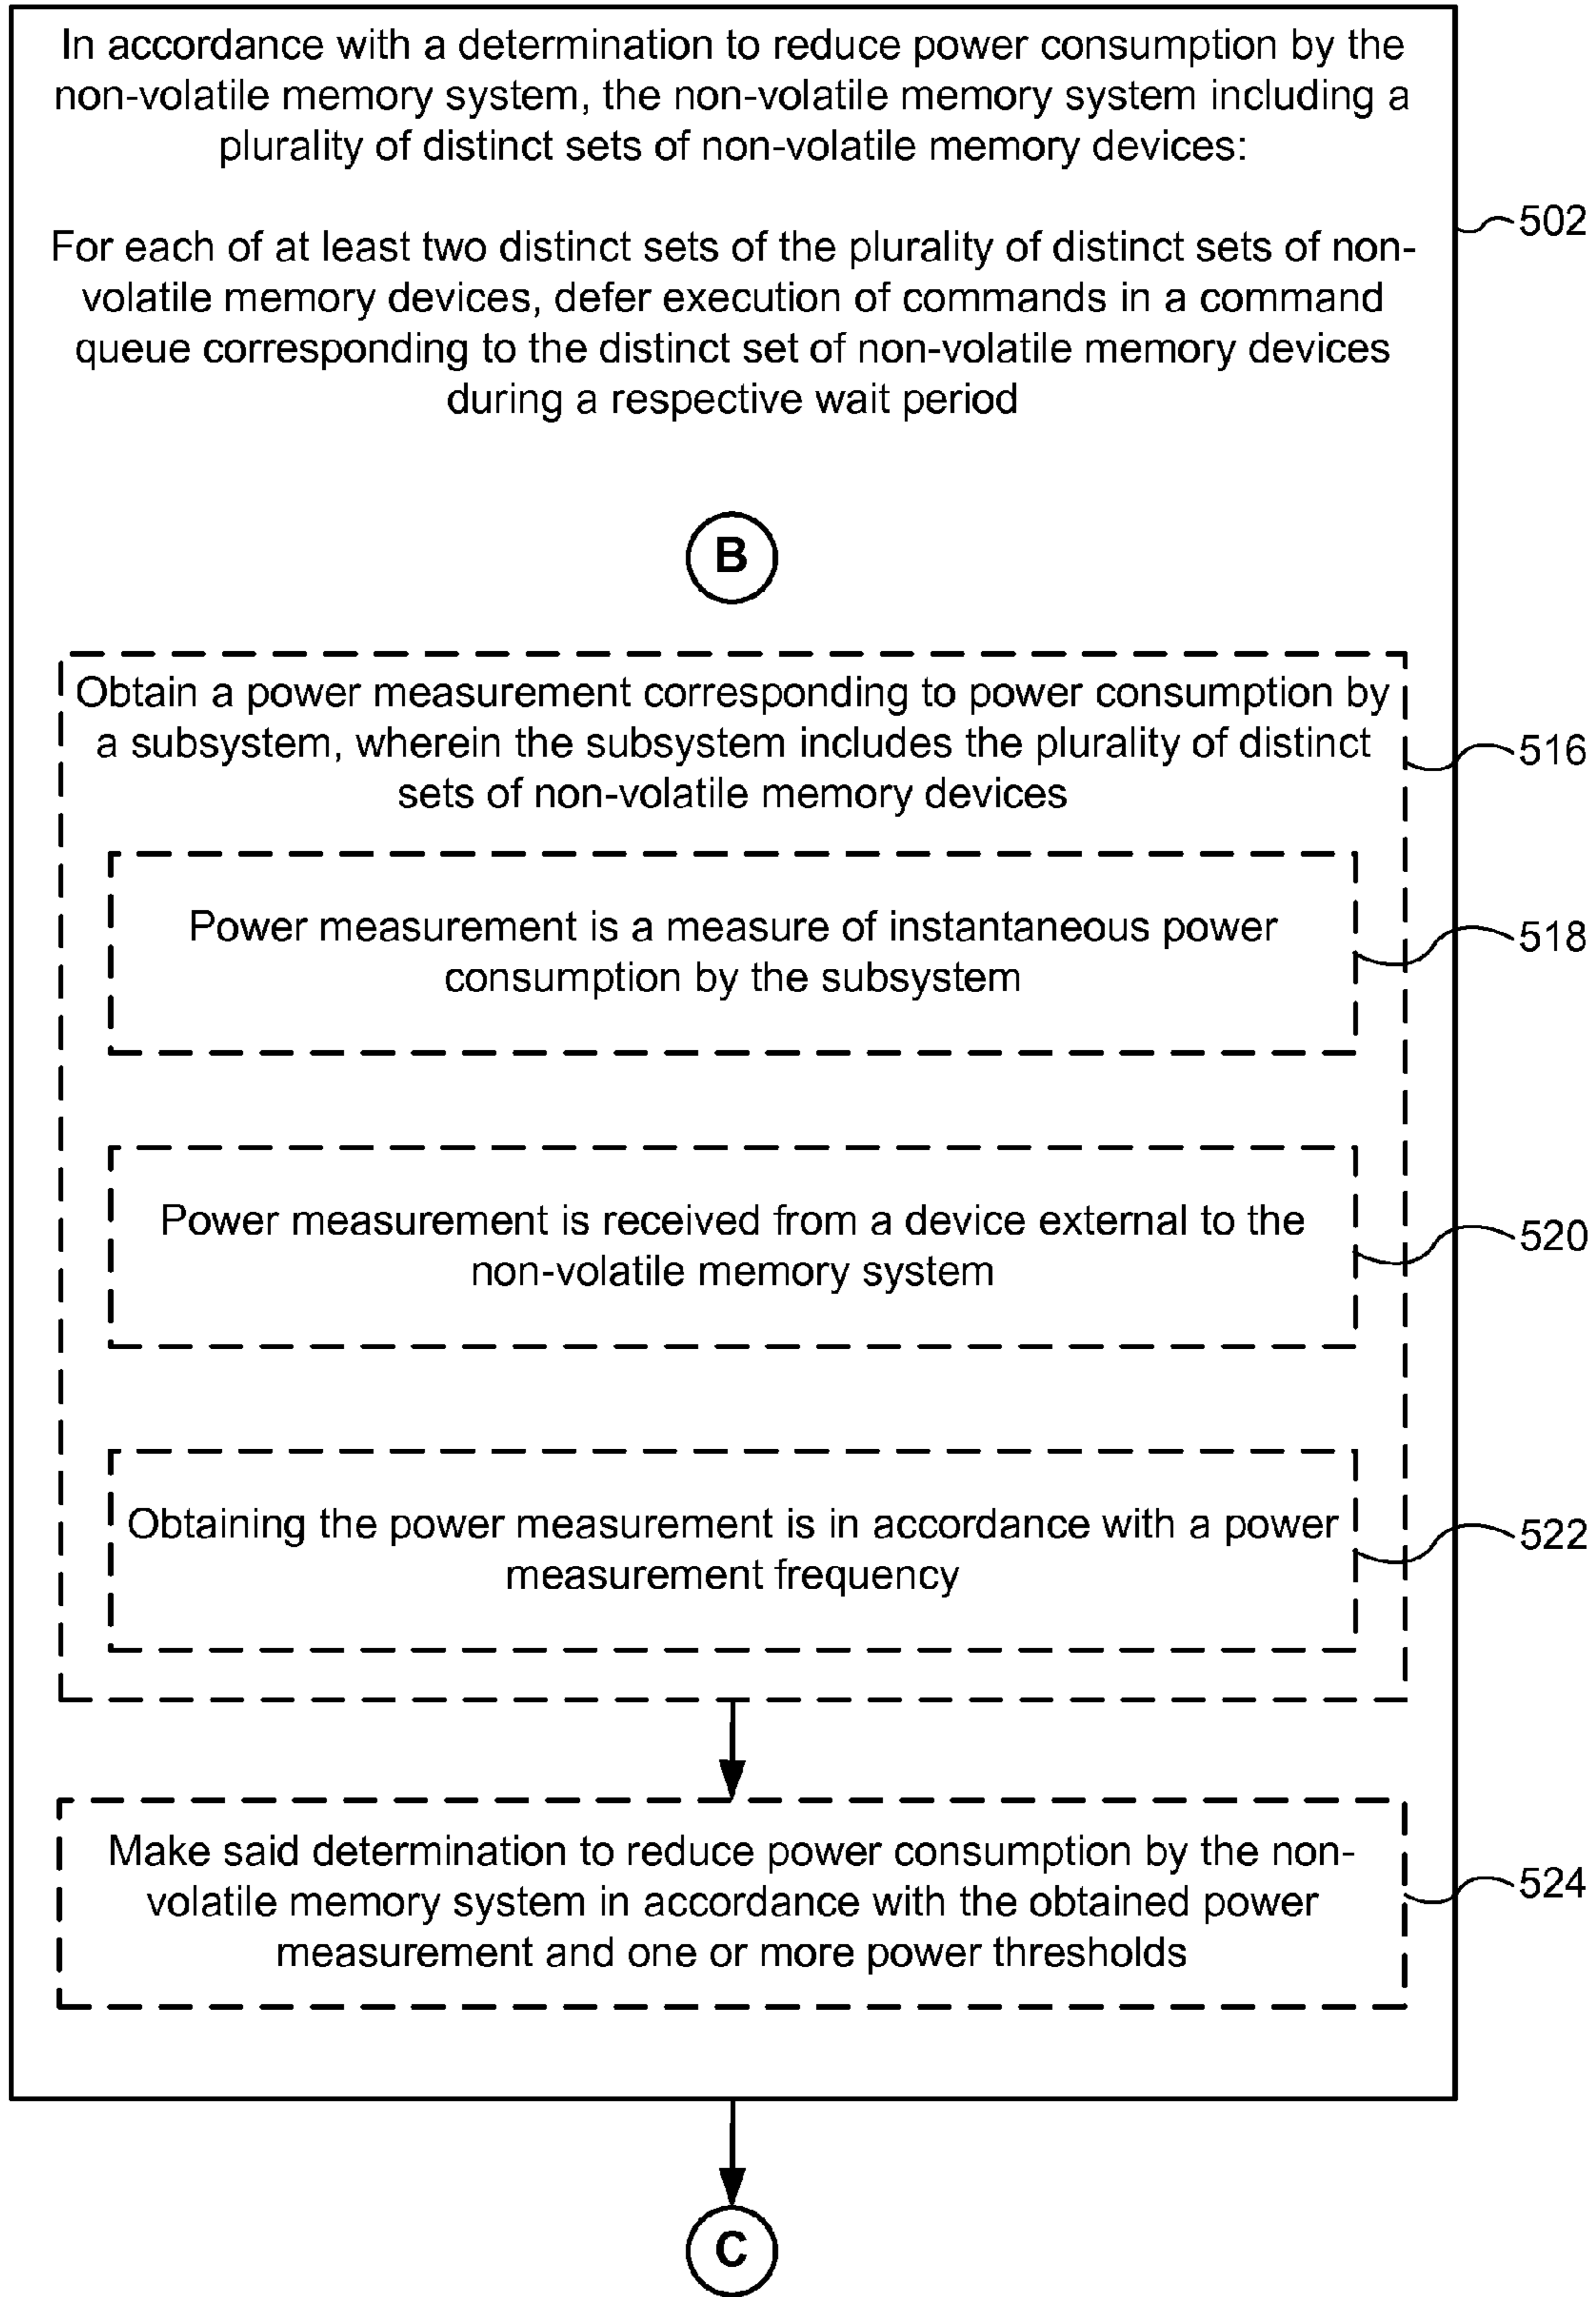 In accordance with a determination to reduce power consumption by the
non-volatile memory system, the non-volatile memory system including a
plurality of distinct sets of non-volatile memory devices:
For each of at least two distinct sets of the plurality of distinct sets of non-
volatile memory devices, defer execution of commands in a command
queue corresponding to the distinct set of non-volatile memory devices
during a respective wait period
502
B
Obtain a power measurement corresponding to power consumption by
a subsystem, wherein the subsystem includes the plurality of distinct
sets of non-volatile memory devices
516
Power measurement is a measure of instantaneous power
consumption by the subsystem
518
Power measurement is received from a device external to the
non-volatile memory system
520
Obtaining the power measurement is in accordance with a power
measurement frequency
522
Make said determination to reduce power consumption by the non-
volatile memory system in accordance with the obtained power
measurement and one or more power thresholds
524
C